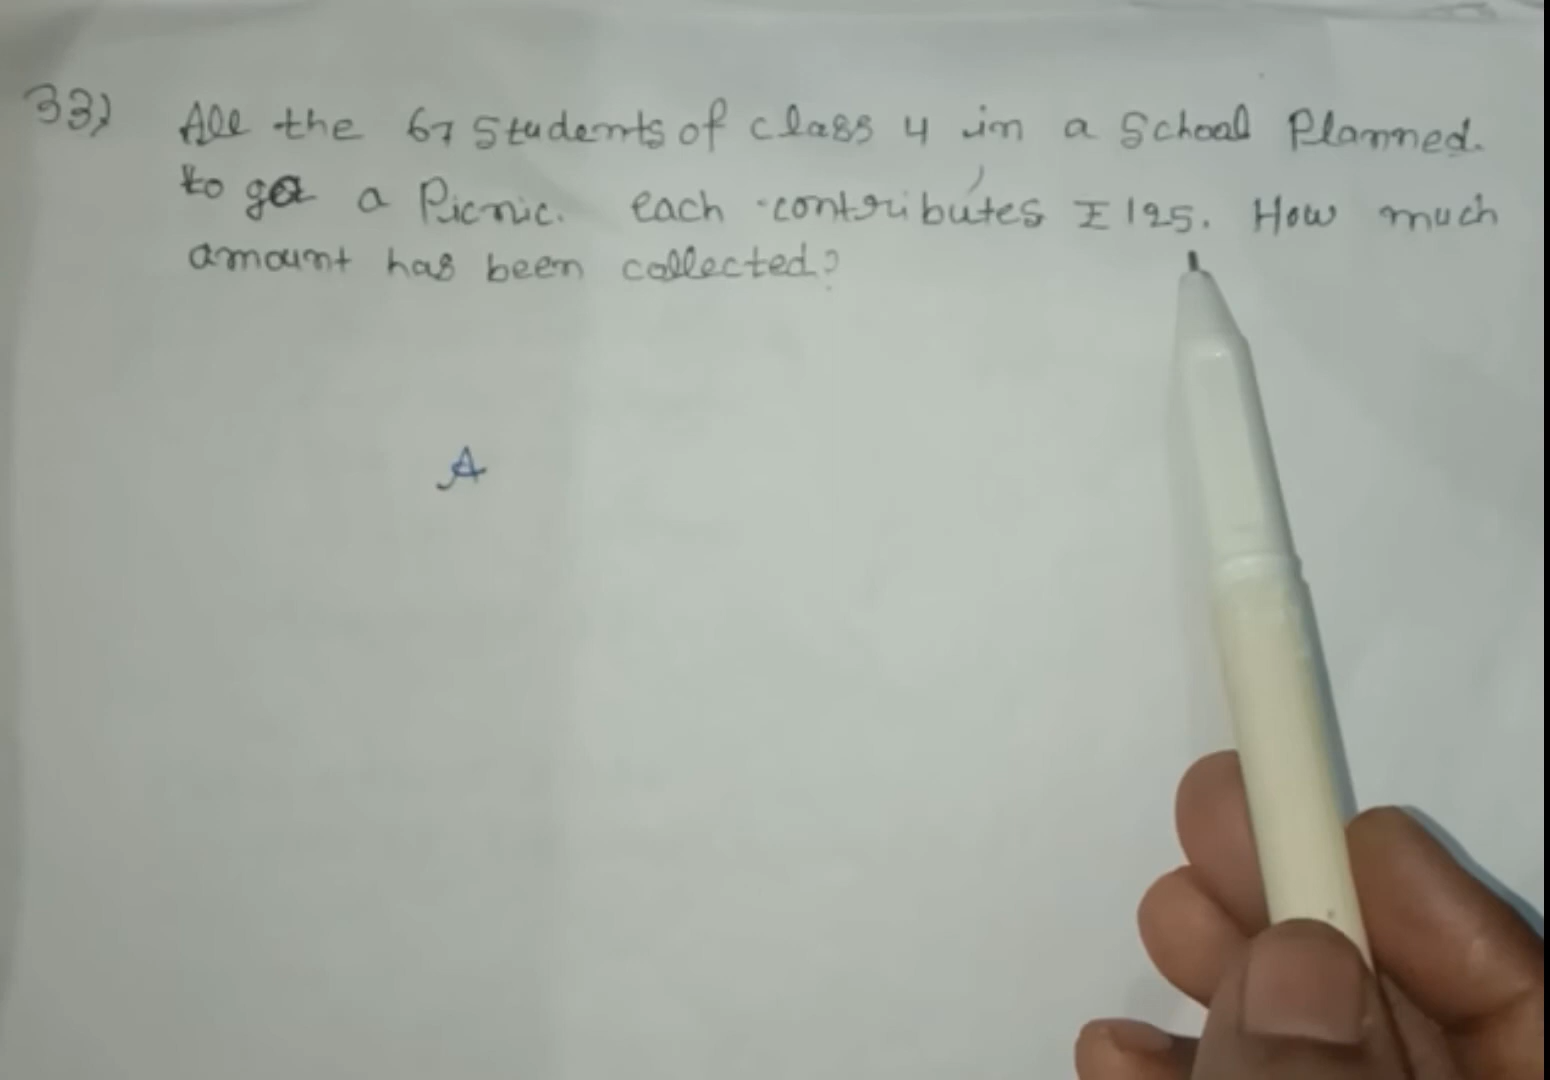 33) All the 67 Students of class 4 in a School Planned.
to go a Picnic. each contributes ₹125. How much
amount has been collected?
A